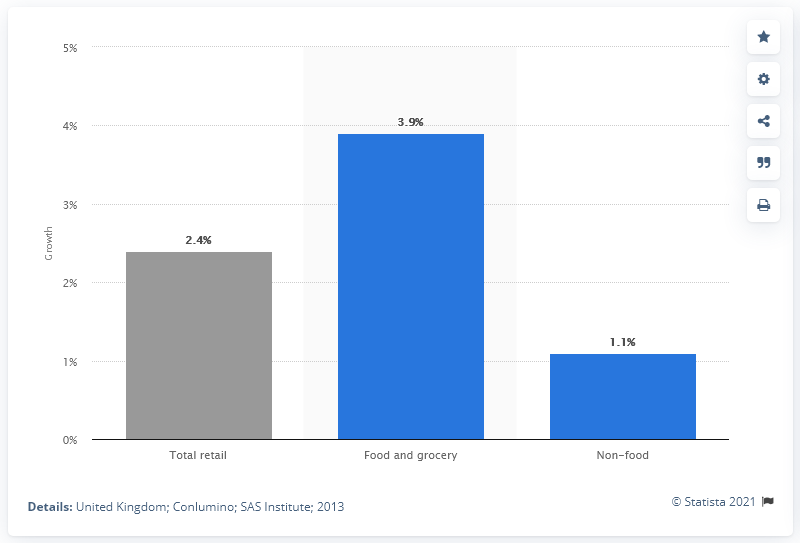 5%
4%
3%
2%
1%
0%
Growth
2.4%
3.9%
1.1%
Total retail
Food and grocery
Non-food
Details: United Kingdom; Conlumino; SAS Institute; 2013
© Statista 2021